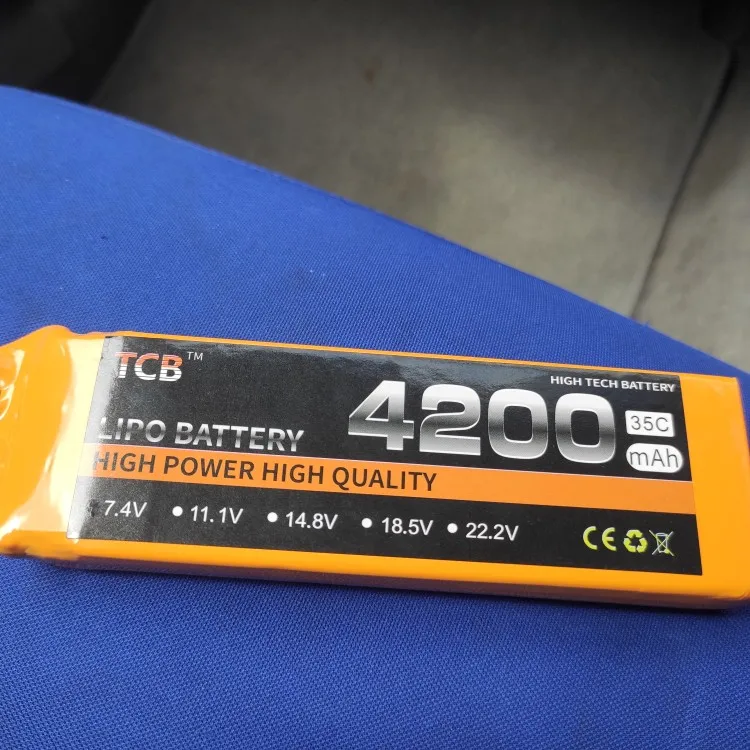 TCB™
HIGH TECH BATTERY
4200
35C
mAh
LIPO BATTERY
HIGH POWER HIGH QUALITY
7.4V • 11.1V • 14.8V • 18.5V • 22.2V
CE